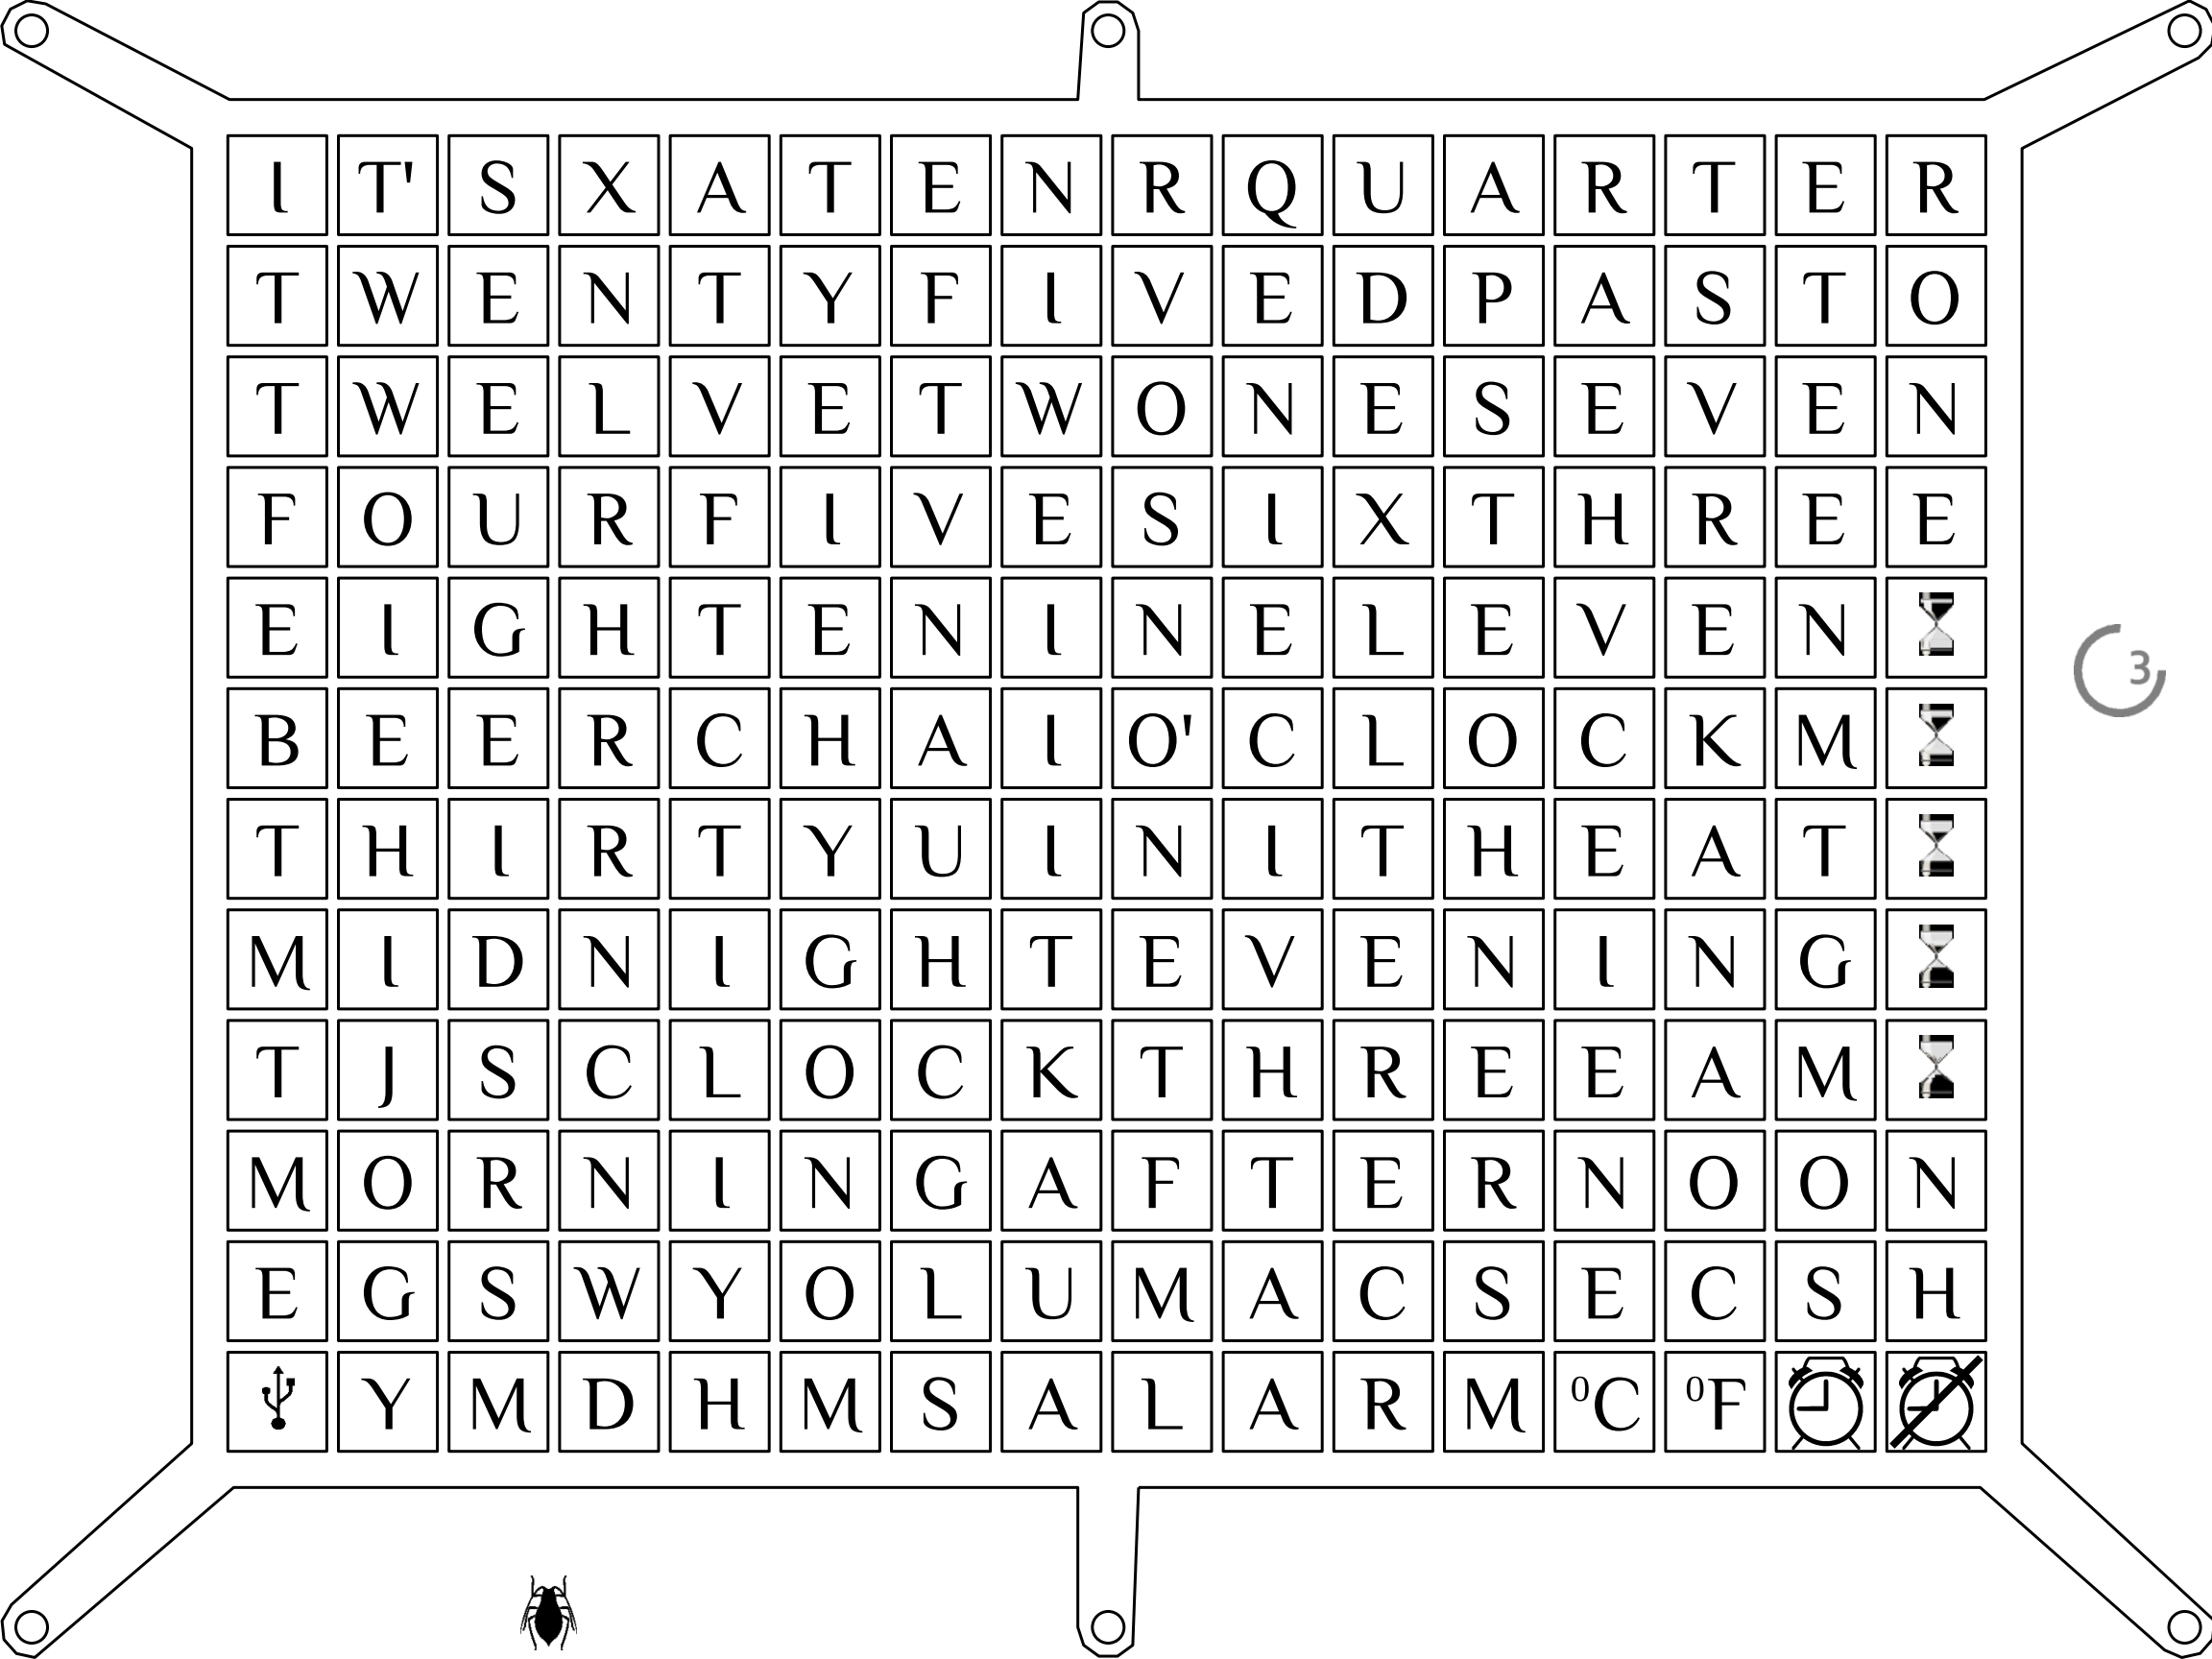 I T' S X A T E N R Q U A R T E R
T W E N T Y F I V E D P A S T O
T W E L V E T W O N E S E V E N
F O U R F I V E S I X T H R E E
E I G H T E N I N E L E V E N
3
B E E R C H A I O' C L O C K M
T H I R T Y U I N I T H E A T
M I D N I G H T E V E N I N G
T J S C L O C K T H R E E A M
M O R N I N G A F T E R N O O N
E G S W Y O L U M A C S E C S H
Y M D H M S A L A R M ⁰C ⁰F